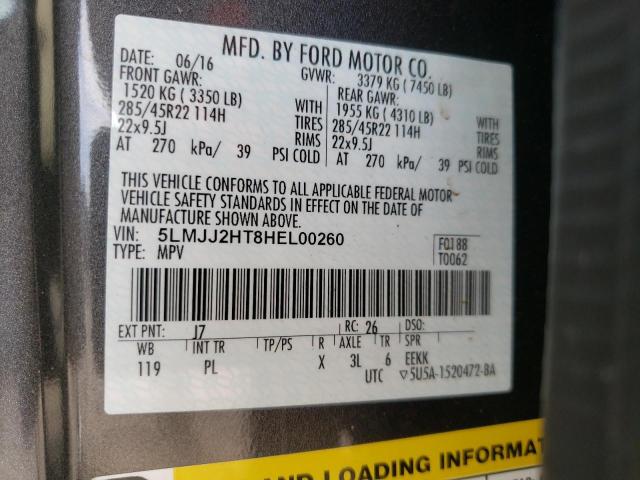 MFD. BY FORD MOTOR CO.
DATE: 06/16 GVWR: 3379 KG ( 7450 LB)
FRONT GAWR: REAR GAWR:
1520 KG ( 3350 LB) WITH 1955 KG ( 4310 LB) WITH
285/45R22 114H TIRES 285/45R22 114H TIRES
22x9.5J RIMS 22x9.5J RIMS
AT 270 kPa/ 39 PSI COLD AT 270 kPa/ 39 PSI COLD
THIS VEHICLE CONFORMS TO ALL APPLICABLE FEDERAL MOTOR
VEHICLE SAFETY STANDARDS IN EFFECT ON THE DATE OF
MANUFACTURE SHOWN ABOVE.
VIN: 5LMJJ2HT8HEL00260 F0188
TYPE: MPV T0062
EXT PNT: J7 RC: 26 DSO:
WB INT TR TP/PS R AXLE TR SPR
119 PL X 3L 6 EEKK
UTC ▽5U5A-1520472-BA
AND LOADING INFORMAT